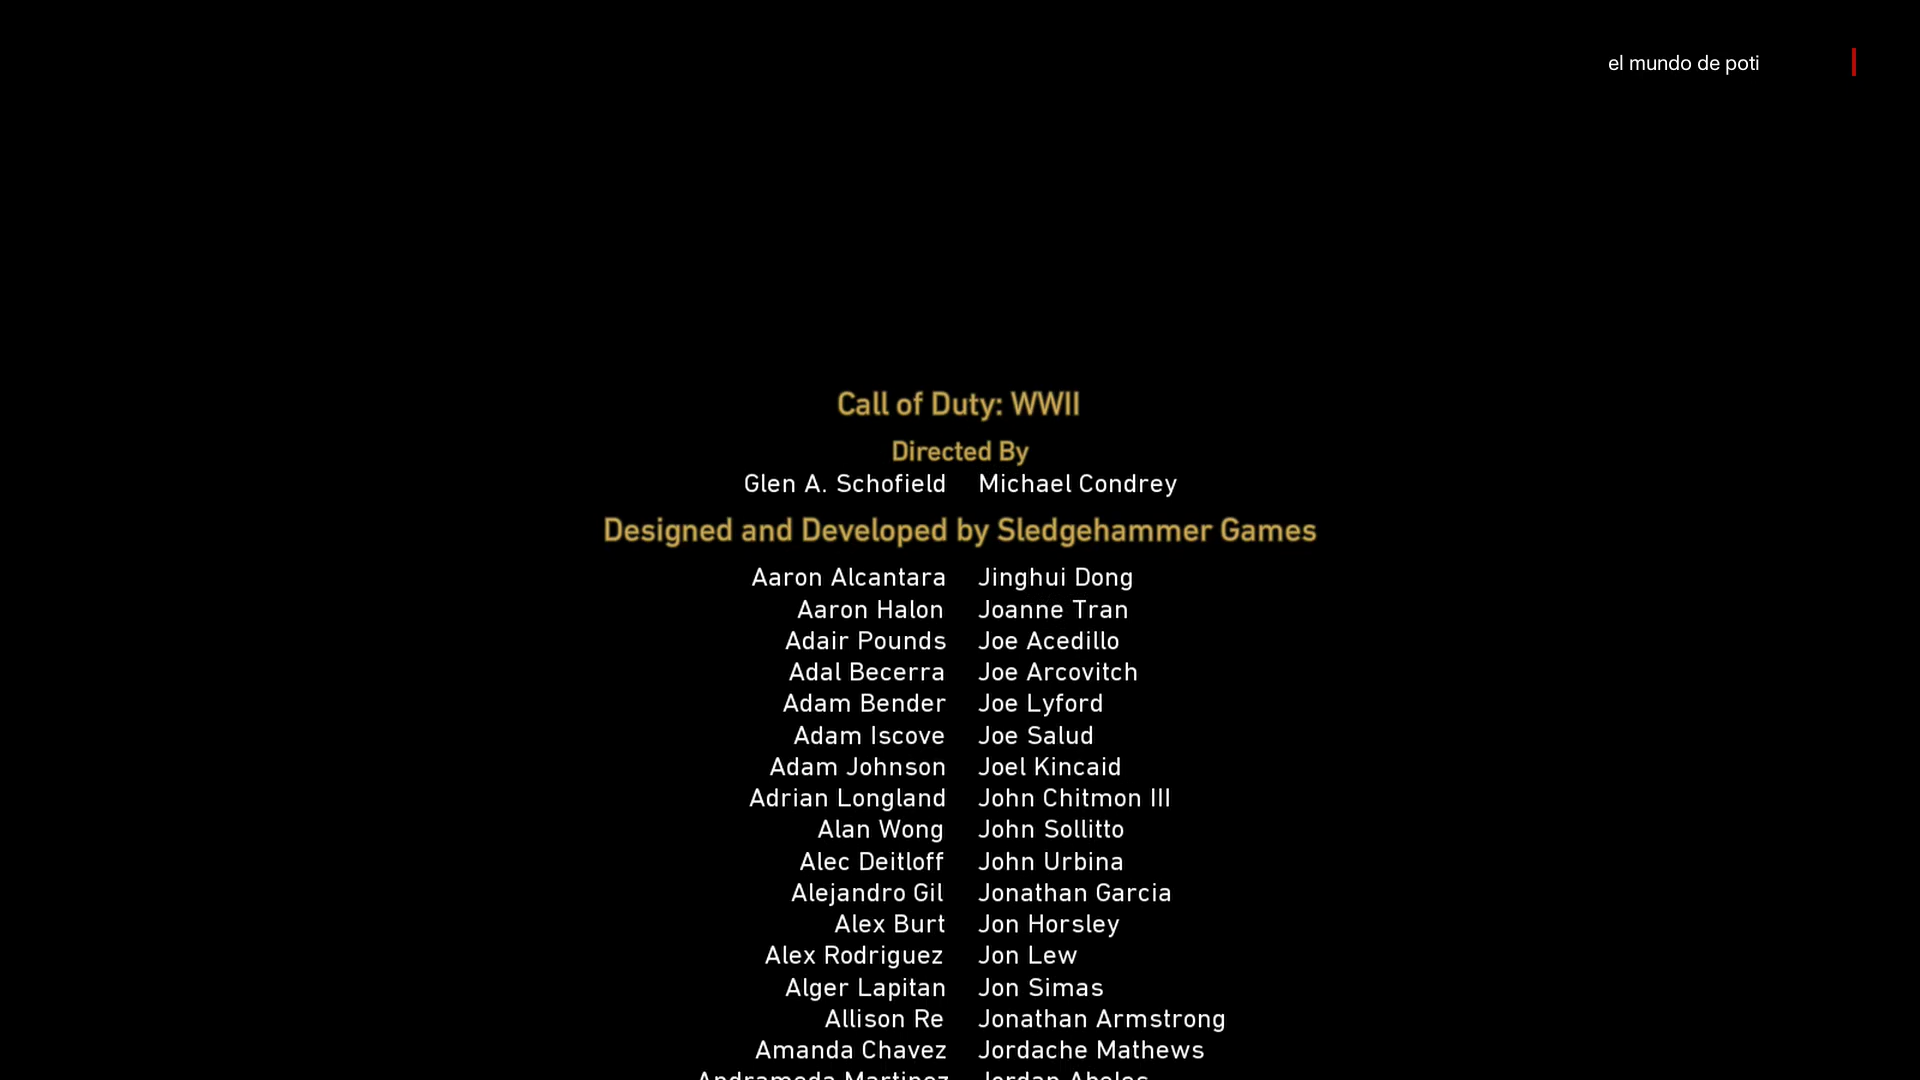 el mundo de poti
Call of Duty: WWII
Directed By
Glen A. Schofield Michael Condrey
Designed and Developed by Sledgehammer Games
Aaron Alcantara Jinghui Dong
Aaron Halon Joanne Tran
Adair Pounds Joe Acedillo
Adal Becerra Joe Arcovitch
Adam Bender Joe Lyford
Adam Iscove Joe Salud
Adam Johnson Joel Kincaid
Adrian Longland John Chitmon III
Alan Wong John Sollitto
Alec Deitloff John Urbina
Alejandro Gil Jonathan Garcia
Alex Burt Jon Horsley
Alex Rodriguez Jon Lew
Alger Lapitan Jon Simas
Allison Re Jonathan Armstrong
Amanda Chavez Jordache Mathews